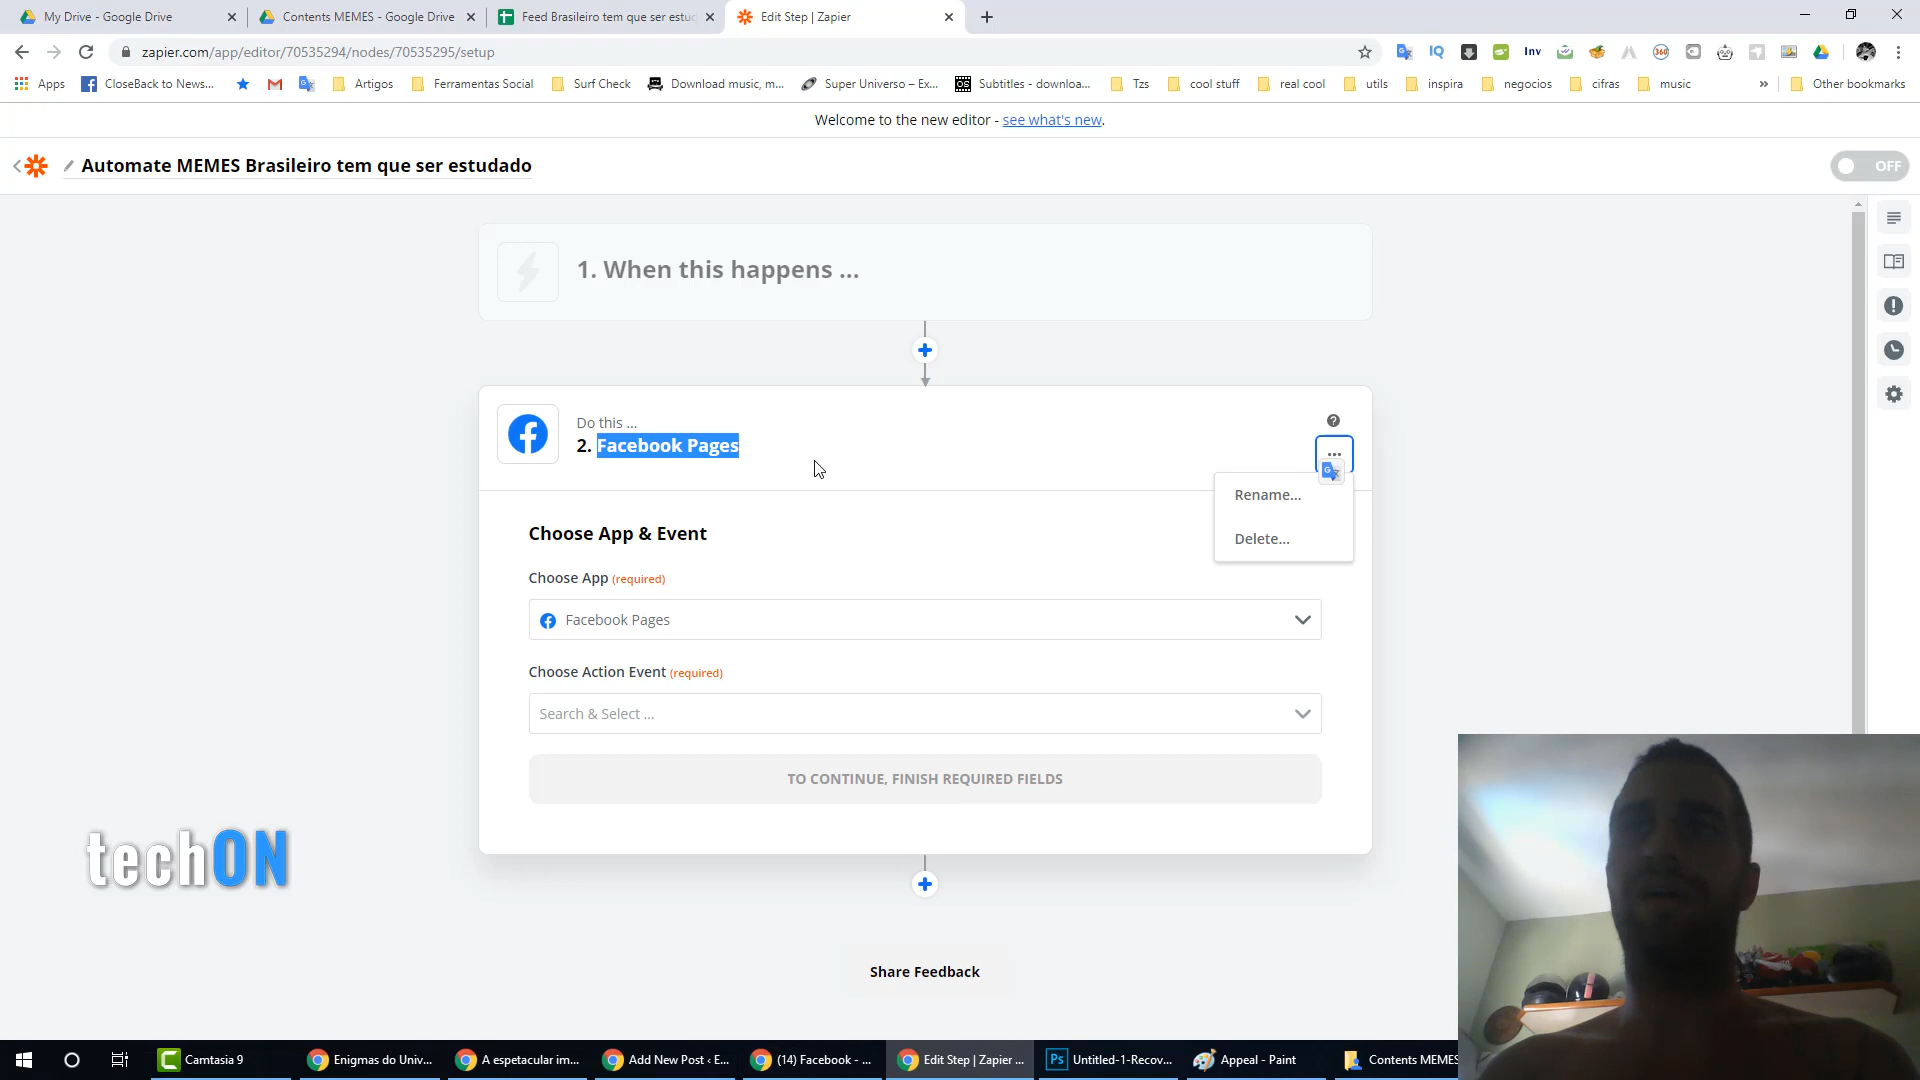 My Drive - Google Drive
Contents MEMES - Google Drive
Feed Brasileiro tem que ser estud
Edit Step | Zapier
zapier.com/app/editor/70535294/nodes/70535295/setup
Apps
CloseBack to News...
Artigos
Ferramentas Social
Surf Check
Download music, m...
Super Universo – Ex...
Subtitles - downloa...
Tzs
cool stuff
real cool
utils
inspira
negocios
cifras
music
Other bookmarks
Welcome to the new editor - see what's new.
Automate MEMES Brasileiro tem que ser estudado
OFF
1. When this happens ...
Do this ...
2. Facebook Pages
Rename...
Delete...
Choose App & Event
Choose App (required)
Facebook Pages
Choose Action Event (required)
Search & Select ...
TO CONTINUE, FINISH REQUIRED FIELDS
techON
Share Feedback
Camtasia 9
Enigmas do Univ...
A espetacular im...
Add New Post ‹ E...
(14) Facebook - ...
Edit Step | Zapier ...
Untitled-1-Recov...
Appeal - Paint
Contents MEMES